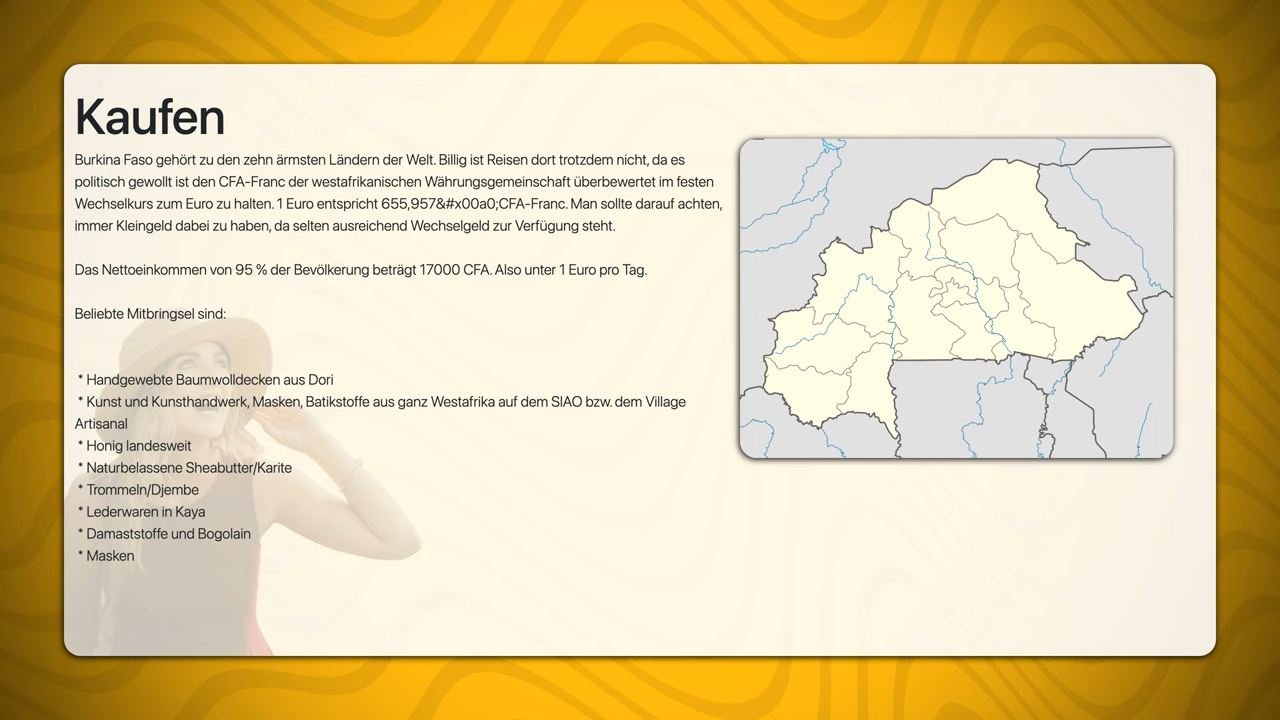 Kaufen
Burkina Faso gehört zu den zehn ärmsten Ländern der Welt. Billig ist Reisen dort trotzdem nicht, da es
politisch gewollt ist den CFA-Franc der westafrikanischen Währungsgemeinschaft überbewertet im festen
Wechselkurs zum Euro zu halten. 1 Euro entspricht 655,957&#x00a0;CFA-Franc. Man sollte darauf achten,
immer Kleingeld dabei zu haben, da selten ausreichend Wechselgeld zur Verfügung steht.
Das Nettoeinkommen von 95 % der Bevölkerung beträgt 17000 CFA. Also unter 1 Euro pro Tag.
Beliebte Mitbringsel sind:
* Handgewebte Baumwolldecken aus Dori
* Kunst und Kunsthandwerk, Masken, Batikstoffe aus ganz Westafrika auf dem SIAO bzw. dem Village
Artisanal
* Honig landesweit
* Naturbelassene Sheabutter/Karite
* Trommeln/Djembe
* Lederwaren in Kaya
* Damaststoffe und Bogolain
* Masken